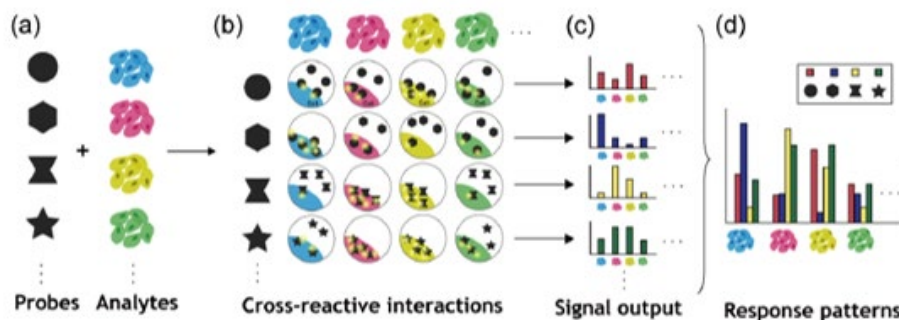 (a)
(b)
(c)
(d)
Probes
Analytes
Cross-reactive interactions
Signal output
Response patterns